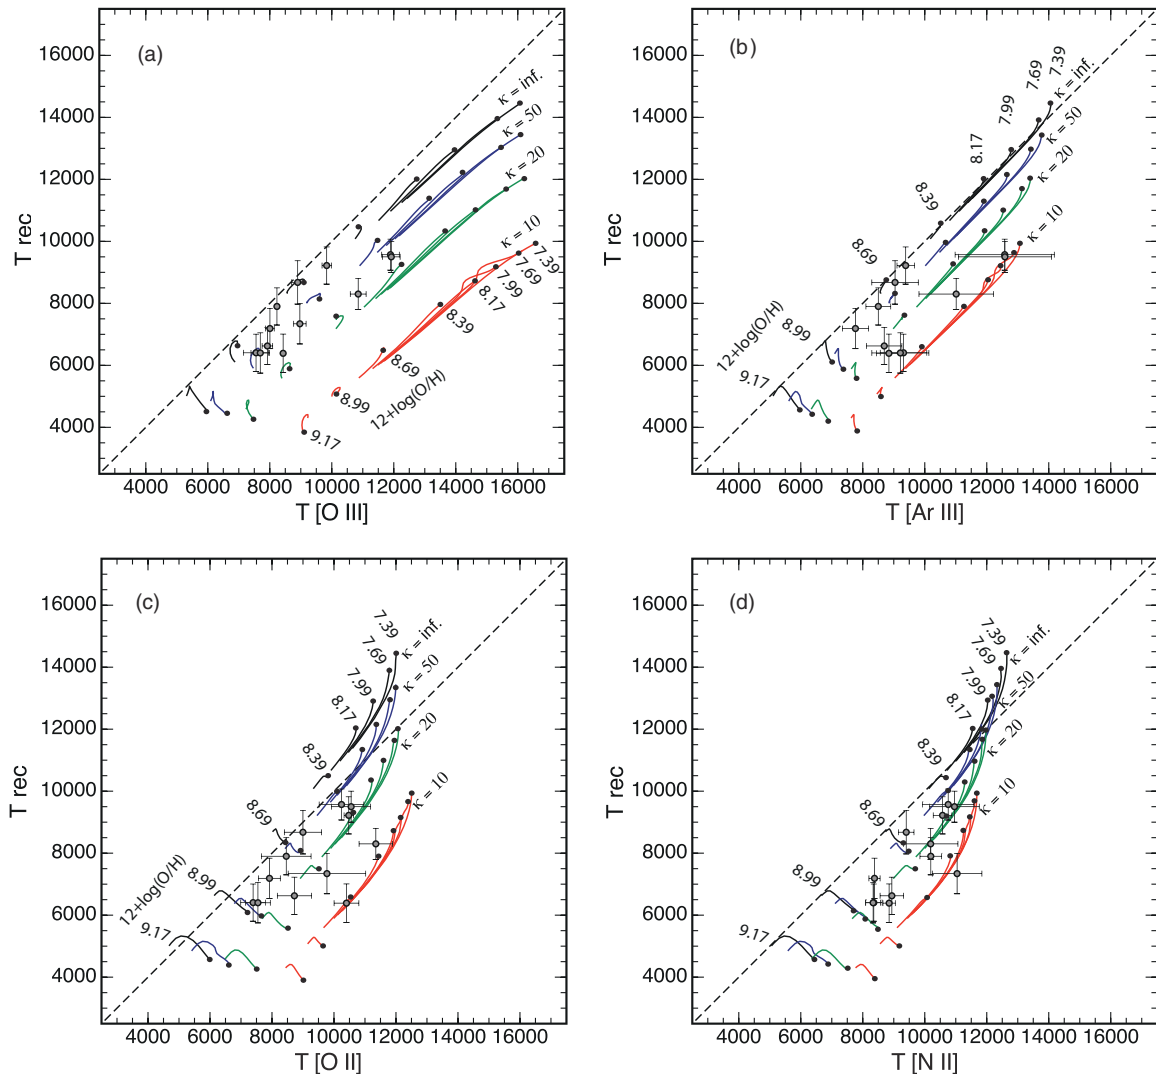 (a)
16000
14000
12000
10000
8000
6000
4000
T rec
κ = inf.
κ = 50
κ = 20
κ = 10
7.39
7.69
7.99
8.17
8.39
8.69
8.99
9.17
12+log(O/H)
4000 6000 8000 10000 12000 14000 16000
T [O III]
(b)
16000
14000
12000
10000
8000
6000
4000
T rec
7.39
7.69
7.99
8.17
8.39
8.69
8.99
9.17
12+log(O/H)
κ = inf.
κ = 50
κ = 20
κ = 10
4000 6000 8000 10000 12000 14000 16000
T [Ar III]
(c)
16000
14000
12000
10000
8000
6000
4000
T rec
7.39
7.69
7.99
8.17
8.39
8.69
8.99
9.17
12+log(O/H)
κ = inf.
κ = 50
κ = 20
κ = 10
4000 6000 8000 10000 12000 14000 16000
T [O II]
(d)
16000
14000
12000
10000
8000
6000
4000
T rec
7.39
7.69
7.99
8.17
8.39
8.69
8.99
9.17
κ = inf.
κ = 50
κ = 20
κ = 10
4000 6000 8000 10000 12000 14000 16000
T [N II]